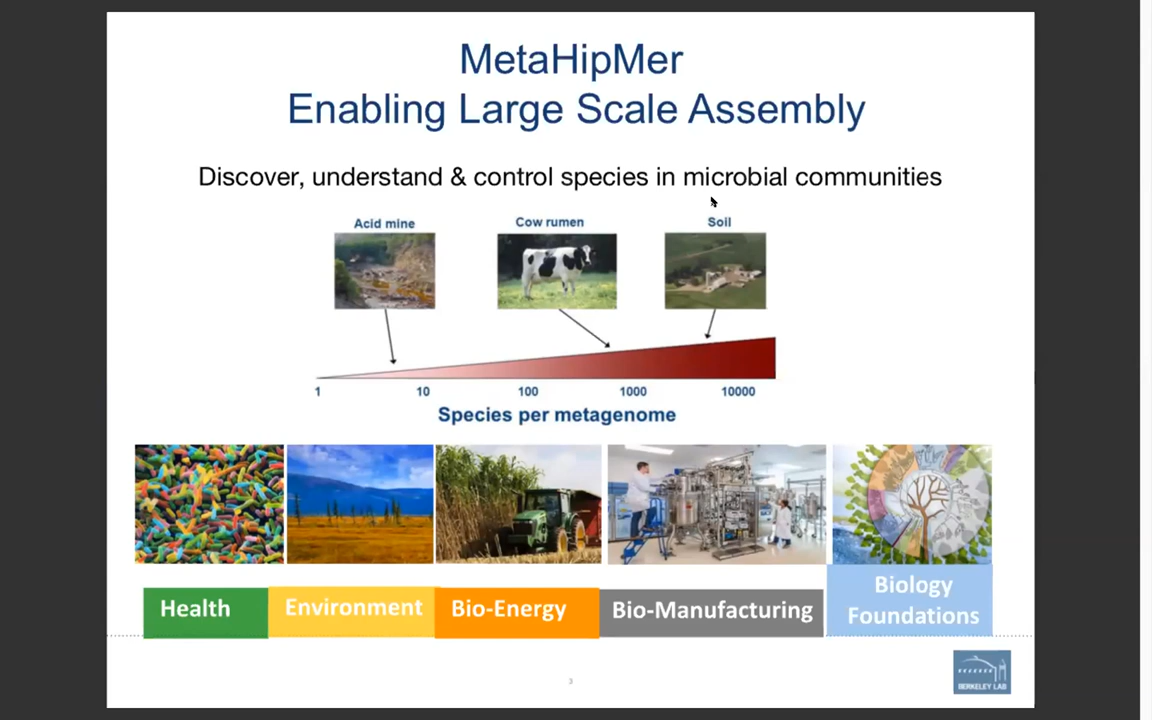 MetaHipMer
Enabling Large Scale Assembly
Discover, understand & control species in microbial communities
Acid mine
Cow rumen
Soil
1
10
100
1000
10000
Species per metagenome
Health
Environment
Bio-Energy
Bio-Manufacturing
Biology
Foundations
3
BERKELEY LAB